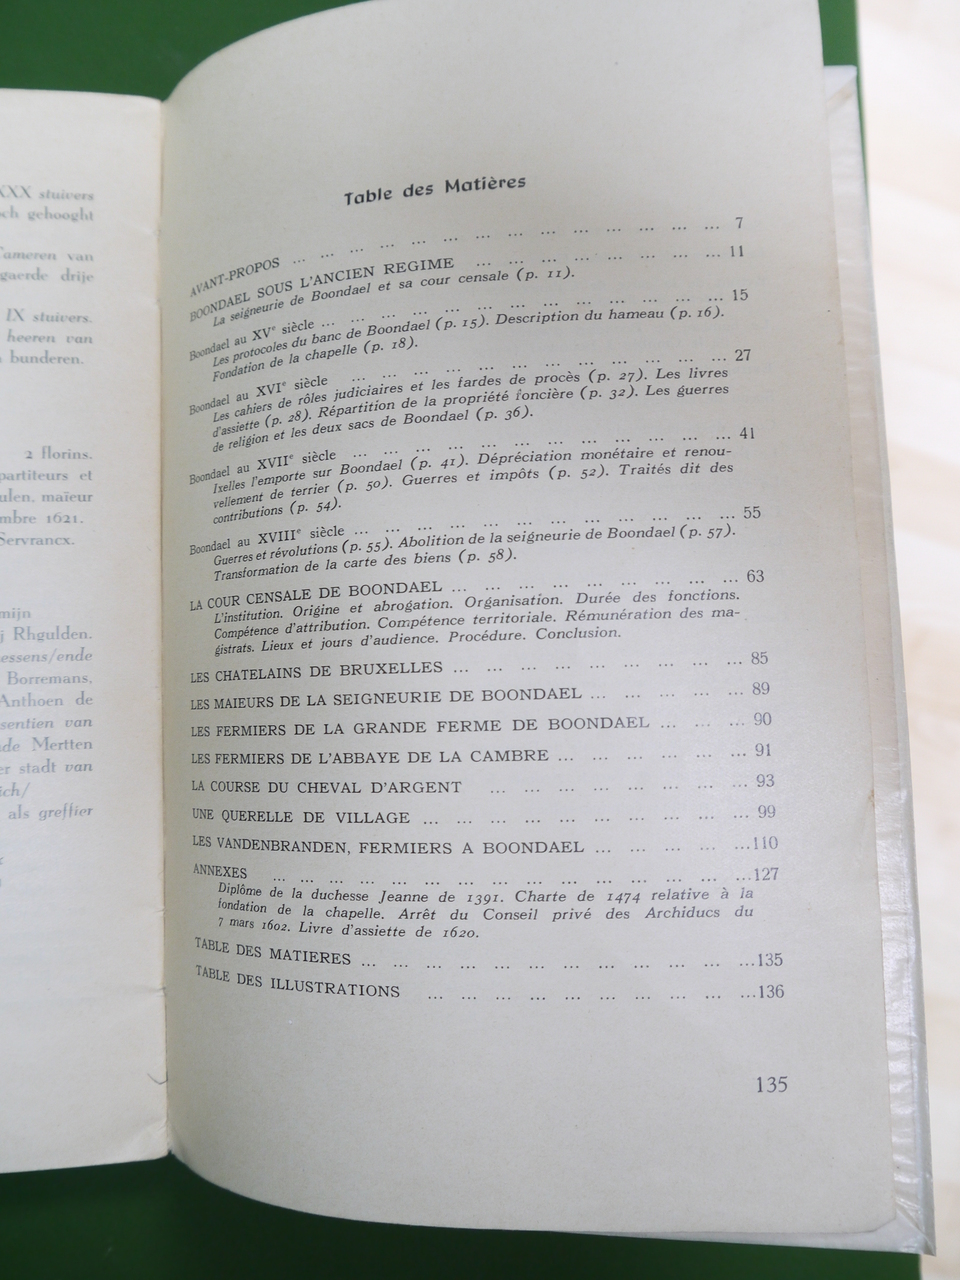 XXX stuivers
sch gehooght
Cameren van
gaerde drije
IX stuivers.
heeren van
bunderen.
2 florins.
partiteurs et
ulen, maïeur
mbre 1621.
Servrancx.
mijn
j Rhgulden.
essens/ende
Borremans.
Anthoen de
sentien van
de Mertten
er stadt van
ich/
als greffier
Table des Matières
AVANT-PROPOS ... ... ... ... ... ... ... ... ... ... ... ... ... ... 7
BOONDAEL SOUS L'ANCIEN REGIME ... ... ... ... ... ... ... ... 11
La seigneurie de Boondael et sa cour censale (p. 11).
Boondael au XVe siècle ... ... ... ... ... ... ... ... ... ... ... ... 15
Les protocoles du banc de Boondael (p. 15). Description du hameau (p. 16).
Fondation de la chapelle (p. 18).
Boondael au XVIe siècle ... ... ... ... ... ... ... ... ... ... ... ... 27
Les cahiers de rôles judiciaires et les fardes de procès (p. 27). Les livres
d'assiette (p. 28). Répartition de la propriété foncière (p. 32). Les guerres
de religion et les deux sacs de Boondael (p. 36).
Boondael au XVIIe siècle ... ... ... ... ... ... ... ... ... ... ... ... 41
Ixelles l'emporte sur Boondael (p. 41). Dépréciation monétaire et renou-
vellement de terrier (p. 50). Guerres et impôts (p. 52). Traités dit des
contributions (p. 54).
Boondael au XVIIIe siècle ... ... ... ... ... ... ... ... ... ... ... ... 55
Guerres et révolutions (p. 55). Abolition de la seigneurie de Boondael (p. 57).
Transformation de la carte des biens (p. 58).
LA COUR CENSALE DE BOONDAEL ... ... ... ... ... ... ... ... ... 63
L'institution. Origine et abrogation. Organisation. Durée des fonctions.
Compétence d'attribution. Compétence territoriale. Rémunération des ma-
gistrats. Lieux et jours d'audience. Procédure. Conclusion.
LES CHATELAINS DE BRUXELLES ... ... ... ... ... ... ... ... ... 85
LES MAIEURS DE LA SEIGNEURIE DE BOONDAEL ... ... ... ... ... 89
LES FERMIERS DE LA GRANDE FERME DE BOONDAEL ... ... ... 90
LES FERMIERS DE L'ABBAYE DE LA CAMBRE ... ... ... ... ... ... 91
LA COURSE DU CHEVAL D'ARGENT ... ... ... ... ... ... ... ... 93
UNE QUERELLE DE VILLAGE ... ... ... ... ... ... ... ... ... ... 99
LES VANDENBRANDEN, FERMIERS A BOONDAEL ... ... ... ... ...110
ANNEXES ... ... ... ... ... ... ... ... ... ... ... ... ... ... ...127
Diplôme de la duchesse Jeanne de 1391. Charte de 1474 relative à la
fondation de la chapelle. Arrêt du Conseil privé des Archiducs du
7 mars 1602. Livre d'assiette de 1620.
TABLE DES MATIERES ... ... ... ... ... ... ... ... ... ... ... ...135
TABLE DES ILLUSTRATIONS ... ... ... ... ... ... ... ... ... ...136
135